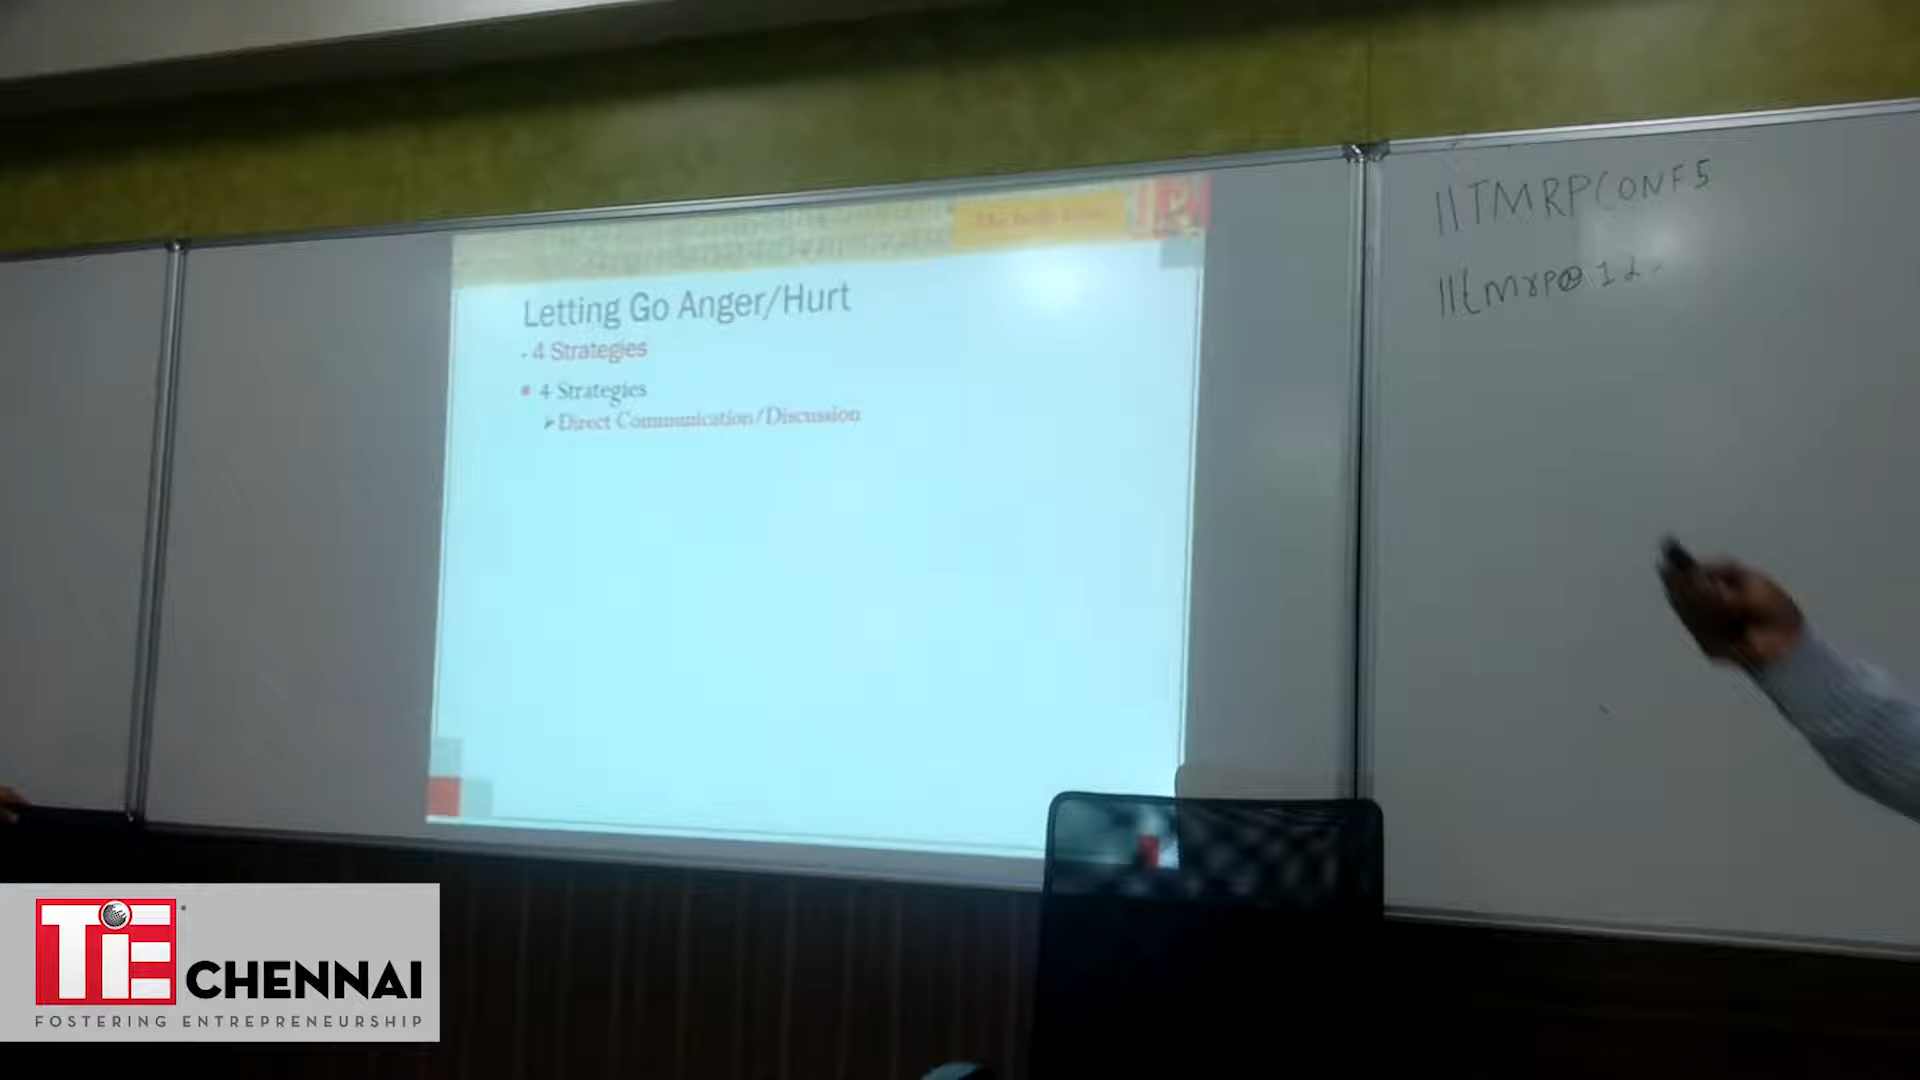 Letting Go Anger/Hurt
- 4 Strategies
4 Strategies
Direct Communication/Discussion
IITMRPCONF5
TiE CHENNAI
FOSTERING ENTREPRENEURSHIP